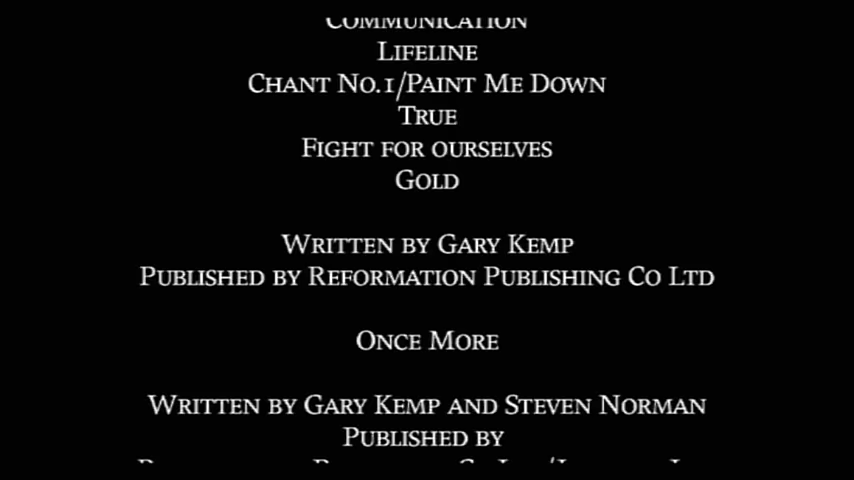 COMMUNICATION
LIFELINE
CHANT NO.1/PAINT ME DOWN
TRUE
FIGHT FOR OURSELVES
GOLD
WRITTEN BY GARY KEMP
PUBLISHED BY REFORMATION PUBLISHING CO LTD
ONCE MORE
WRITTEN BY GARY KEMP AND STEVEN NORMAN
PUBLISHED BY